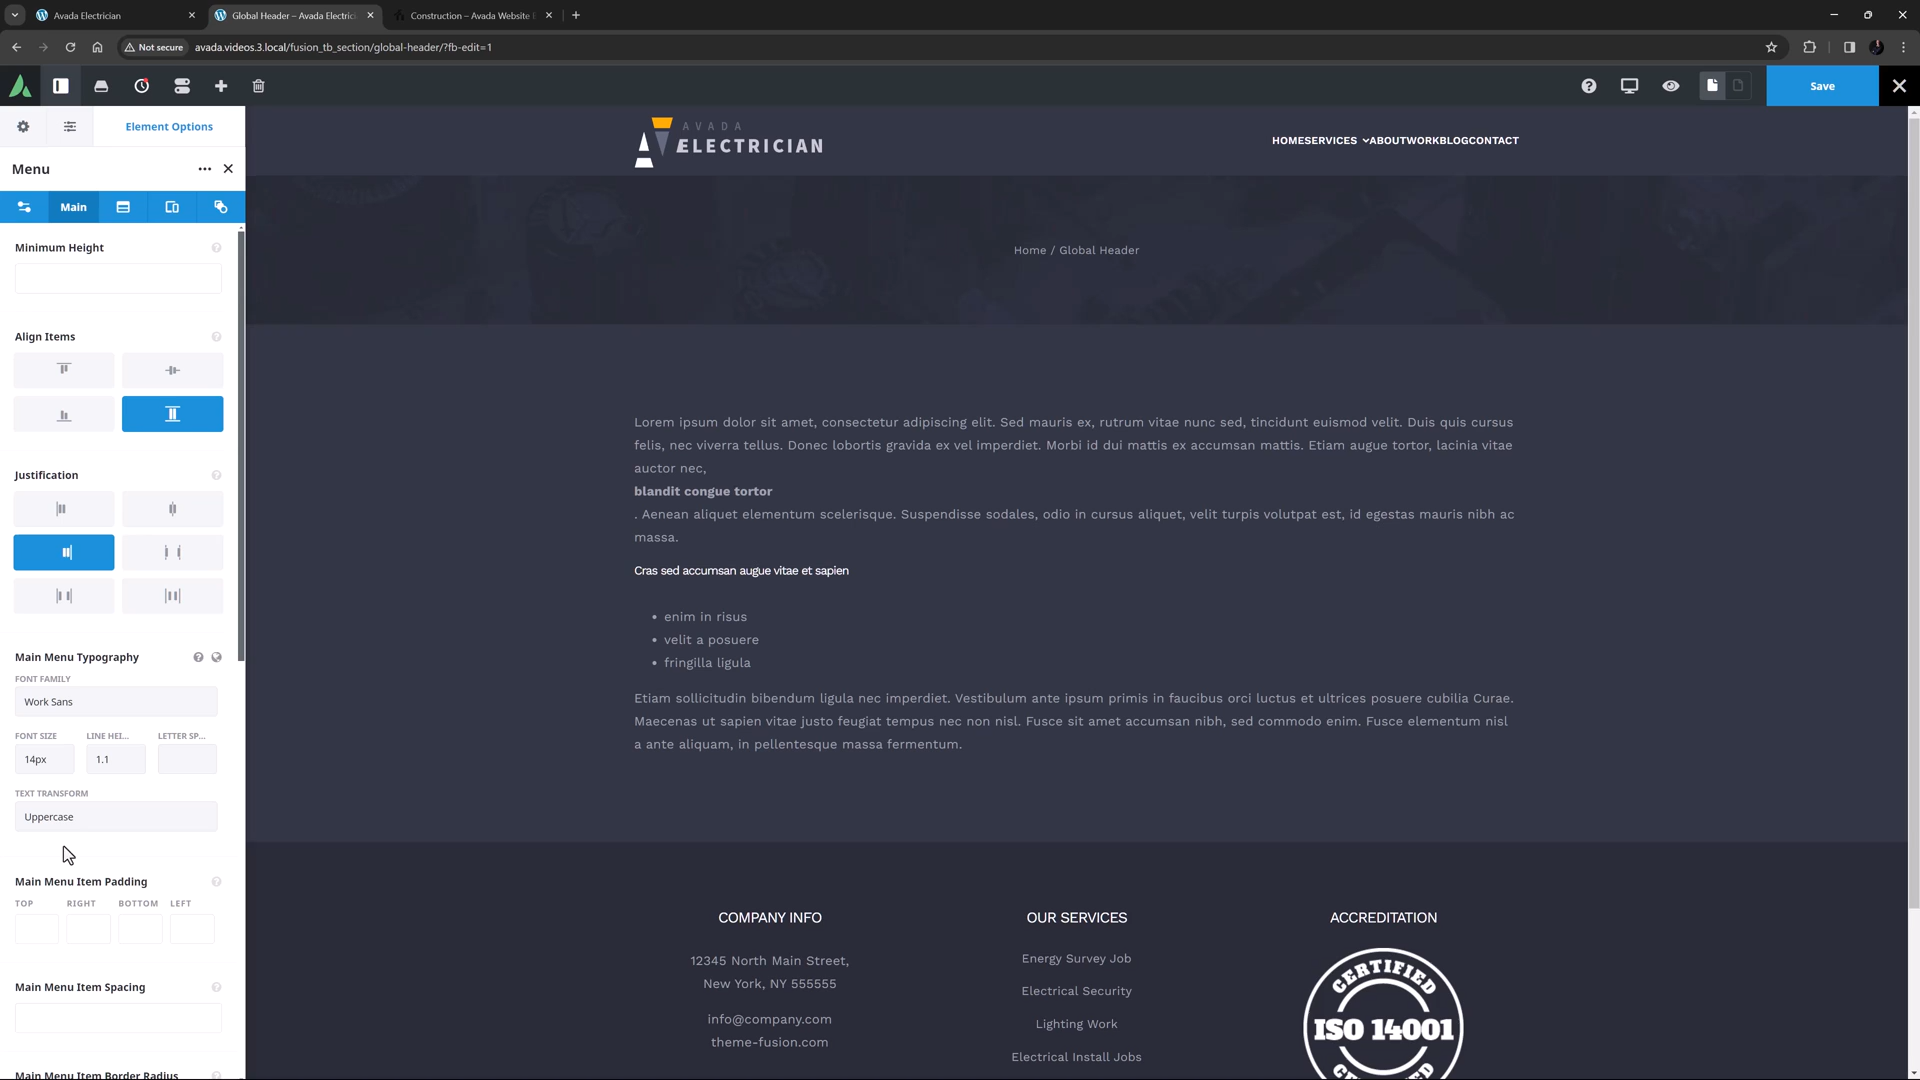 Avada Electrician
Global Header – Avada Electric
Construction – Avada Website
Not secure
avada.videos.3.local/fusion_tb_section/global-header/?fb-edit=1
Save
Element Options
Menu
Main
Minimum Height
Align Items
Justification
Main Menu Typography
FONT FAMILY
Work Sans
FONT SIZE
LINE HEI...
LETTER SP...
14px
1.1
TEXT TRANSFORM
Uppercase
Main Menu Item Padding
TOP
RIGHT
BOTTOM
LEFT
Main Menu Item Spacing
Main Menu Item Border Radius
AVADA
ELECTRICIAN
HOMESERVICES ABOUTWORKBLOGCONTACT
Home / Global Header
Lorem ipsum dolor sit amet, consectetur adipiscing elit. Sed mauris ex, rutrum vitae nunc sed, tincidunt euismod velit. Duis quis cursus
felis, nec viverra tellus. Donec lobortis gravida ex vel imperdiet. Morbi id dui mattis ex accumsan mattis. Etiam augue tortor, lacinia vitae
auctor nec,
blandit congue tortor
. Aenean aliquet elementum scelerisque. Suspendisse sodales, odio in cursus aliquet, velit turpis volutpat est, id egestas mauris nibh ac
massa.
Cras sed accumsan augue vitae et sapien
• enim in risus
• velit a posuere
• fringilla ligula
Etiam sollicitudin bibendum ligula nec imperdiet. Vestibulum ante ipsum primis in faucibus orci luctus et ultrices posuere cubilia Curae.
Maecenas ut sapien vitae justo feugiat tempus nec non nisl. Fusce sit amet accumsan nibh, sed commodo enim. Fusce elementum nisl
a ante aliquam, in pellentesque massa fermentum.
COMPANY INFO
12345 North Main Street,
New York, NY 555555
info@company.com
theme-fusion.com
OUR SERVICES
Energy Survey Job
Electrical Security
Lighting Work
Electrical Install Jobs
ACCREDITATION
CERTIFIED
ISO 14001